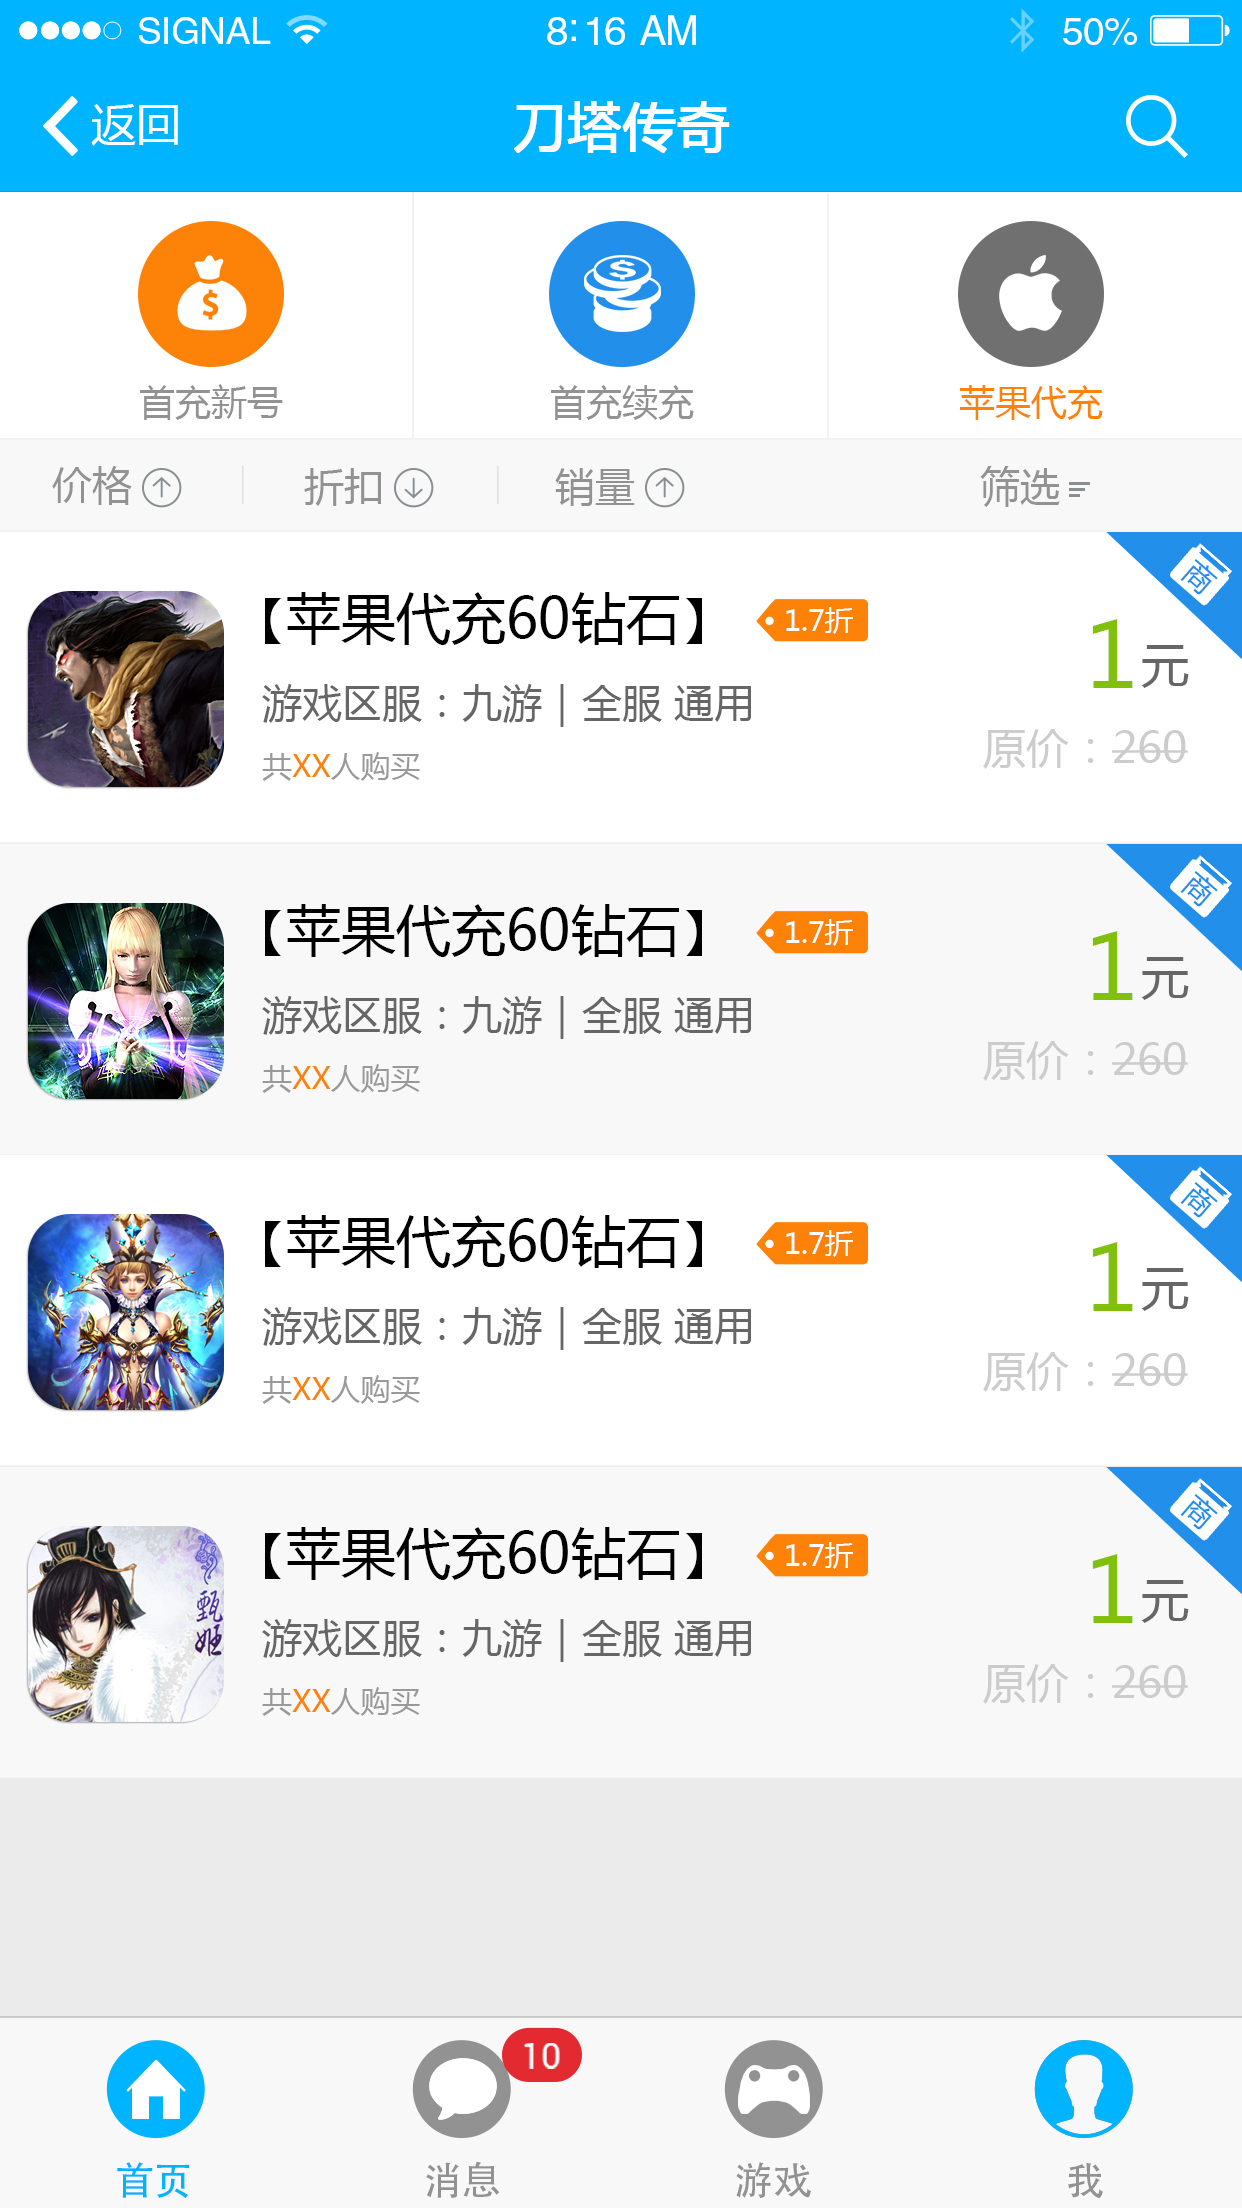 SIGNAL 8:16 AM 50%
返回 刀塔传奇
首充新号 首充续充 苹果代充
价格 折扣 销量 筛选
商
【苹果代充60钻石】 1.7折
1元
游戏区服：九游 | 全服 通用
原价：260
共XX人购买
商
【苹果代充60钻石】 1.7折
1元
游戏区服：九游 | 全服 通用
原价：260
共XX人购买
商
【苹果代充60钻石】 1.7折
1元
游戏区服：九游 | 全服 通用
原价：260
共XX人购买
商
【苹果代充60钻石】 1.7折
1元
甄姬
游戏区服：九游 | 全服 通用
原价：260
共XX人购买
10
首页 消息 游戏 我